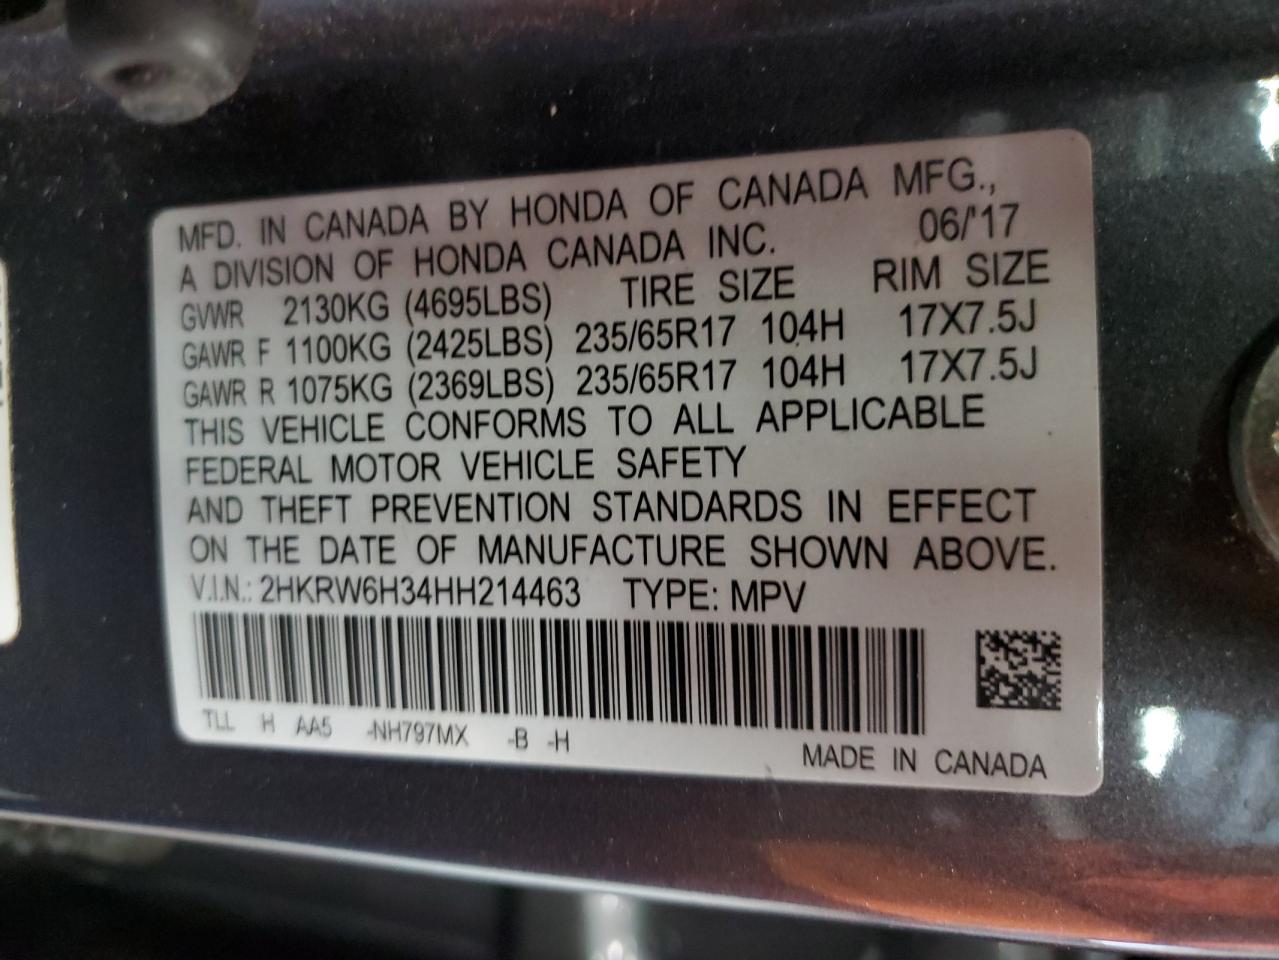 MFD. IN CANADA BY HONDA OF CANADA MFG.,
A DIVISION OF HONDA CANADA INC. 06/'17
GVWR 2130KG (4695LBS) TIRE SIZE RIM SIZE
GAWR F 1100KG (2425LBS) 235/65R17 104H 17X7.5J
GAWR R 1075KG (2369LBS) 235/65R17 104H 17X7.5J
THIS VEHICLE CONFORMS TO ALL APPLICABLE
FEDERAL MOTOR VEHICLE SAFETY
AND THEFT PREVENTION STANDARDS IN EFFECT
ON THE DATE OF MANUFACTURE SHOWN ABOVE.
V.I.N.: 2HKRW6H34HH214463 TYPE: MPV
TLL H AA5 -NH797MX -B -H
MADE IN CANADA